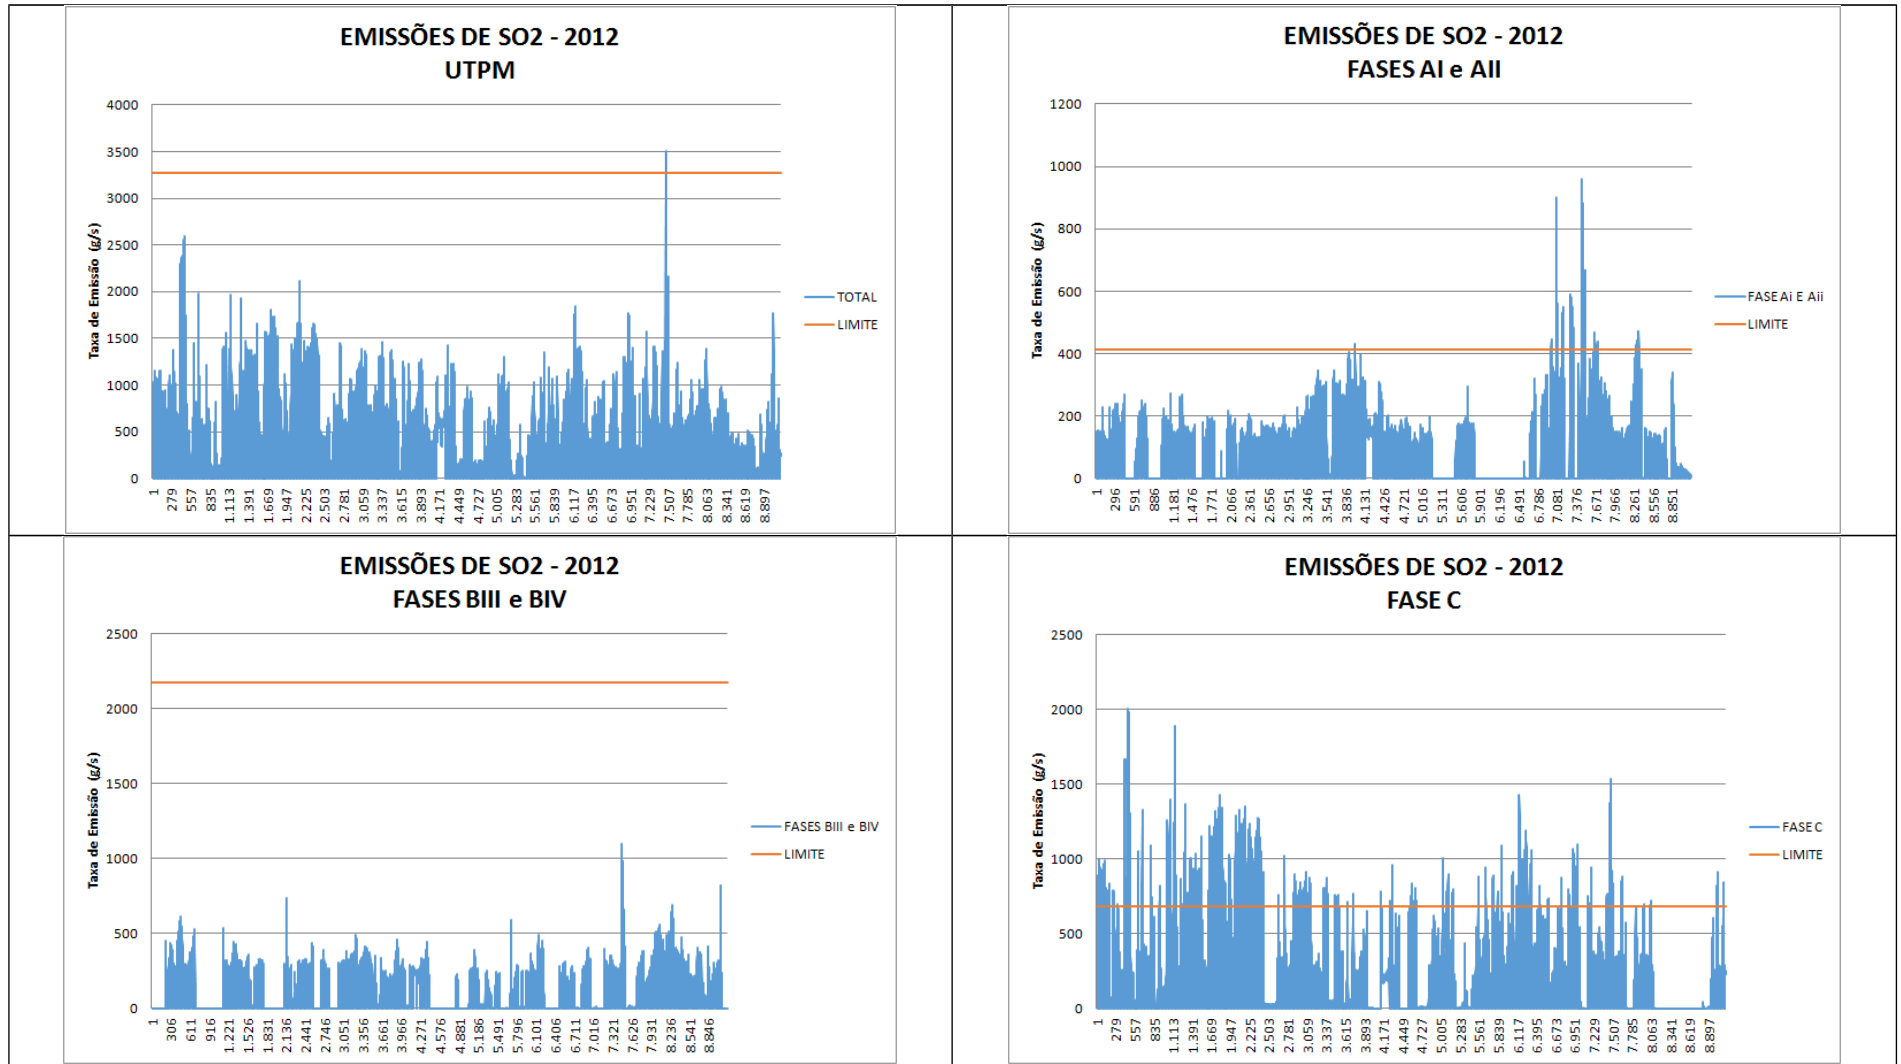 EMISSÕES DE SO2 - 2012
UTPM
Taxa de Emissão (g/s)
4000
3500
3000
2500
2000
1500
1000
500
0
1 279 557 835 1.113 1.391 1.669 1.947 2.225 2.503 2.781 3.059 3.337 3.615 3.893 4.171 4.449 4.727 5.005 5.283 5.561 5.839 6.117 6.395 6.673 6.951 7.229 7.507 7.785 8.063 8.341 8.619 8.897
TOTAL
LIMITE
EMISSÕES DE SO2 - 2012
FASES AI e AII
Taxa de Emissão (g/s)
1200
1000
800
600
400
200
0
1 296 591 886 1.181 1.476 1.771 2.066 2.361 2.656 2.951 3.246 3.541 3.836 4.131 4.426 4.721 5.016 5.311 5.606 5.901 6.196 6.491 6.786 7.081 7.376 7.671 7.966 8.261 8.556 8.851
FASE Ai E Aii
LIMITE
EMISSÕES DE SO2 - 2012
FASES BIII e BIV
Taxa de Emissão (g/s)
2500
2000
1500
1000
500
0
1 306 611 916 1.221 1.526 1.831 2.136 2.441 2.746 3.051 3.356 3.661 3.966 4.271 4.576 4.881 5.186 5.491 5.796 6.101 6.406 6.711 7.016 7.321 7.626 7.931 8.236 8.541 8.846
FASES BIII e BIV
LIMITE
EMISSÕES DE SO2 - 2012
FASE C
Taxa de Emissão (g/s)
2500
2000
1500
1000
500
0
1 279 557 835 1.113 1.391 1.669 1.947 2.225 2.503 2.781 3.059 3.337 3.615 3.893 4.171 4.449 4.727 5.005 5.283 5.561 5.839 6.117 6.395 6.673 6.951 7.229 7.507 7.785 8.063 8.341 8.619 8.897
FASE C
LIMITE